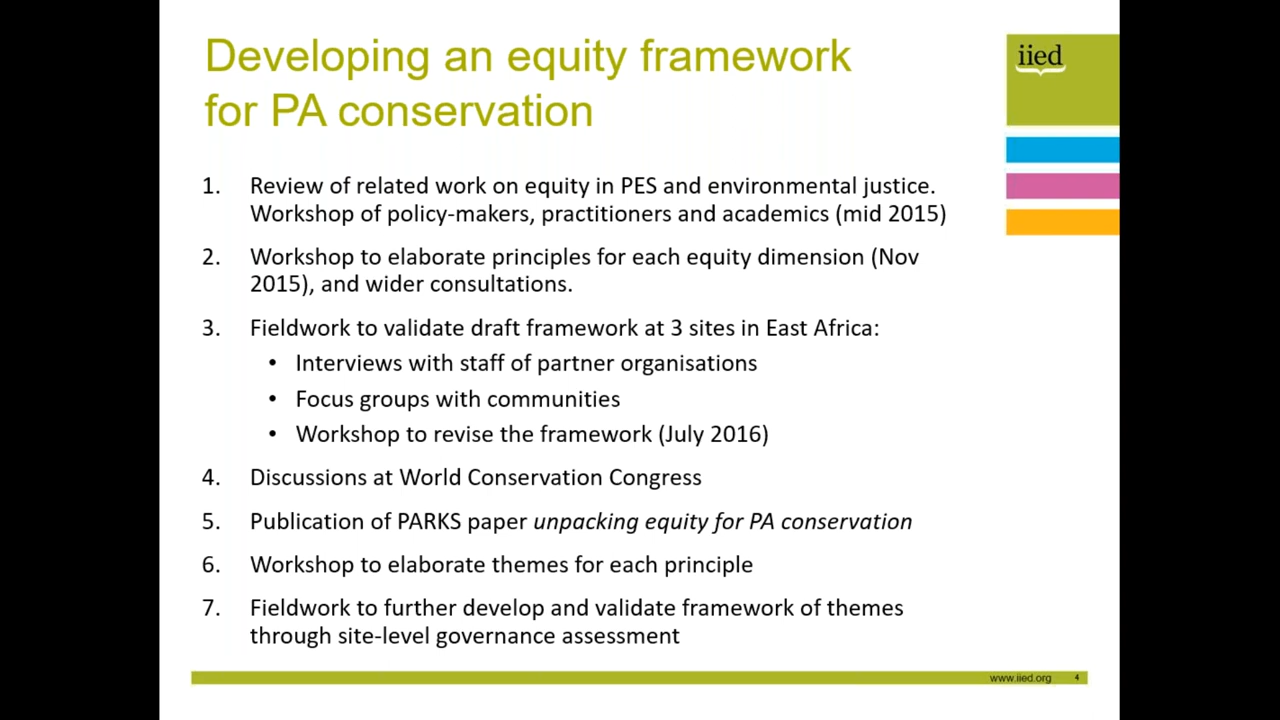 Developing an equity framework
for PA conservation
iied
1. Review of related work on equity in PES and environmental justice.
Workshop of policy-makers, practitioners and academics (mid 2015)
2. Workshop to elaborate principles for each equity dimension (Nov
2015), and wider consultations.
3. Fieldwork to validate draft framework at 3 sites in East Africa:
• Interviews with staff of partner organisations
• Focus groups with communities
• Workshop to revise the framework (July 2016)
4. Discussions at World Conservation Congress
5. Publication of PARKS paper unpacking equity for PA conservation
6. Workshop to elaborate themes for each principle
7. Fieldwork to further develop and validate framework of themes
through site-level governance assessment
www.iied.org 4